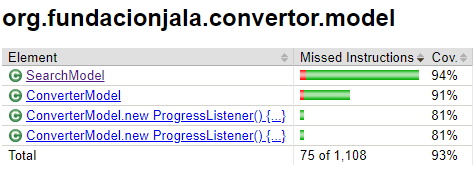 org.fundacionjala.convertor.model
Element Missed Instructions Cov.
C SearchModel 94%
C ConverterModel 91%
C ConverterModel.new ProgressListener() {...} 81%
C ConverterModel.new ProgressListener() {...} 81%
Total 75 of 1,108 93%